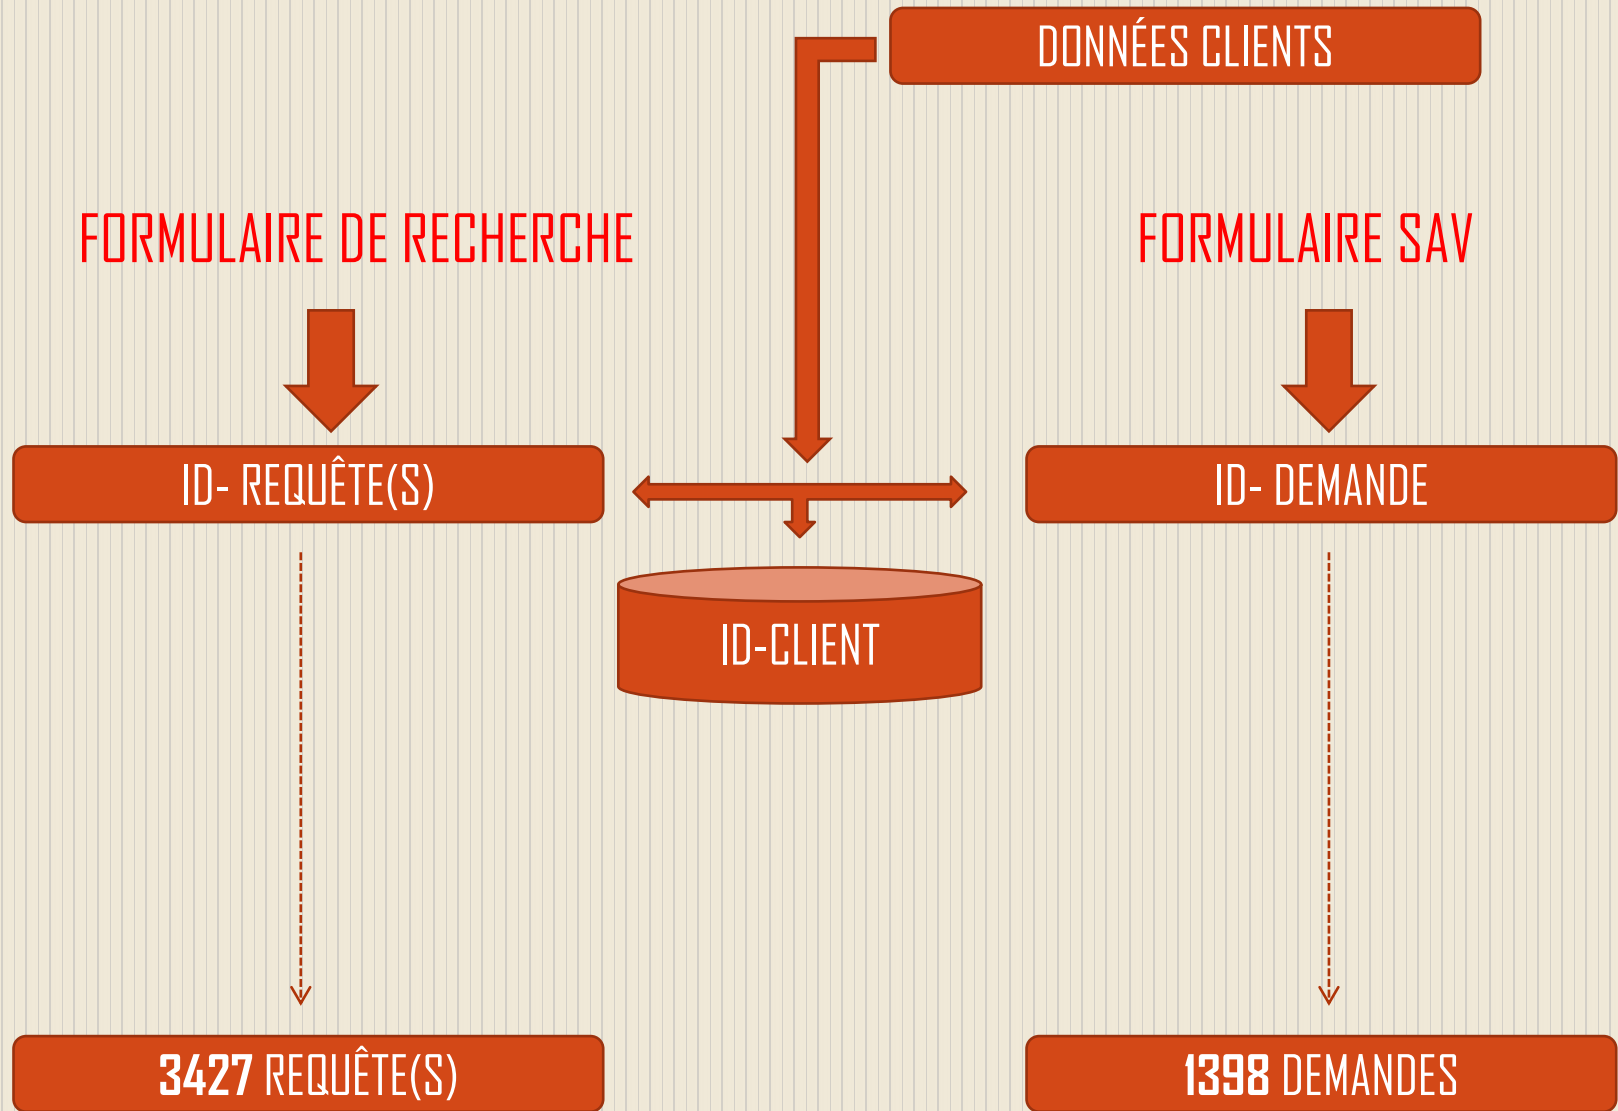 DONNÉES CLIENTS
FORMULAIRE DE RECHERCHE
FORMULAIRE SAV
ID- REQUÊTE(S)
ID- DEMANDE
ID-CLIENT
3427 REQUÊTE(S)
1398 DEMANDES